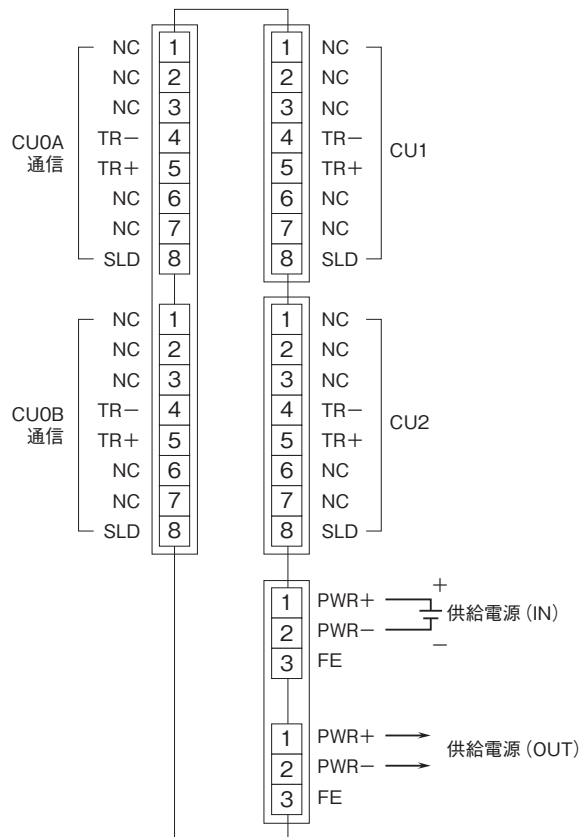 CU0A
通信
NC 1
NC 2
NC 3
TR− 4
TR+ 5
NC 6
NC 7
SLD 8
1 NC
2 NC
3 NC
4 TR−
5 TR+
6 NC
7 NC
8 SLD
CU1
CU0B
通信
NC 1
NC 2
NC 3
TR− 4
TR+ 5
NC 6
NC 7
SLD 8
1 NC
2 NC
3 NC
4 TR−
5 TR+
6 NC
7 NC
8 SLD
CU2
1 PWR+
2 PWR−
3 FE
+
−
供給電源（IN）
1 PWR+
2 PWR−
3 FE
供給電源（OUT）